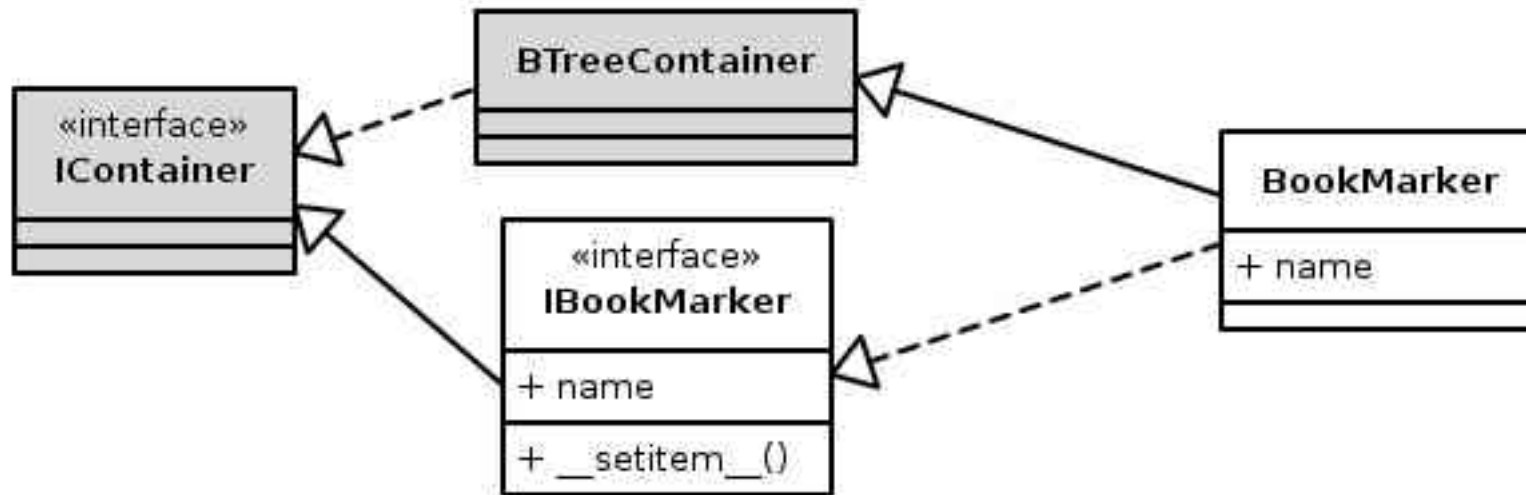 BTreeContainer
«interface»
IContainer
BookMarker
+ name
«interface»
IBookMarker
+ name
+ __setitem__()